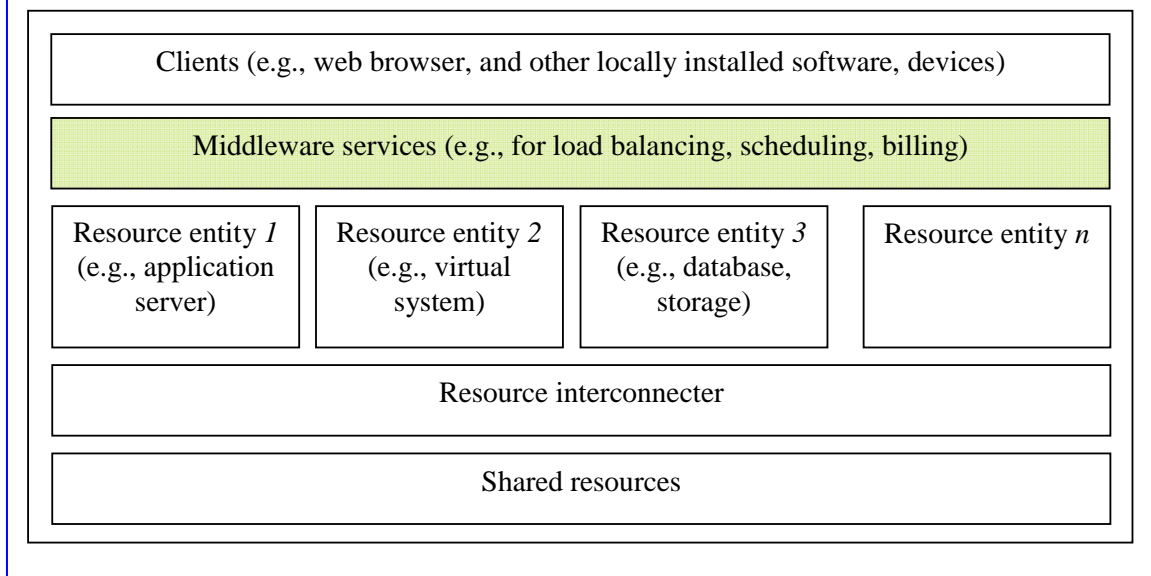 Clients (e.g., web browser, and other locally installed software, devices)
Middleware services (e.g., for load balancing, scheduling, billing)
Resource entity 1
(e.g., application
server)
Resource entity 2
(e.g., virtual
system)
Resource entity 3
(e.g., database,
storage)
Resource entity n
Resource interconnecter
Shared resources